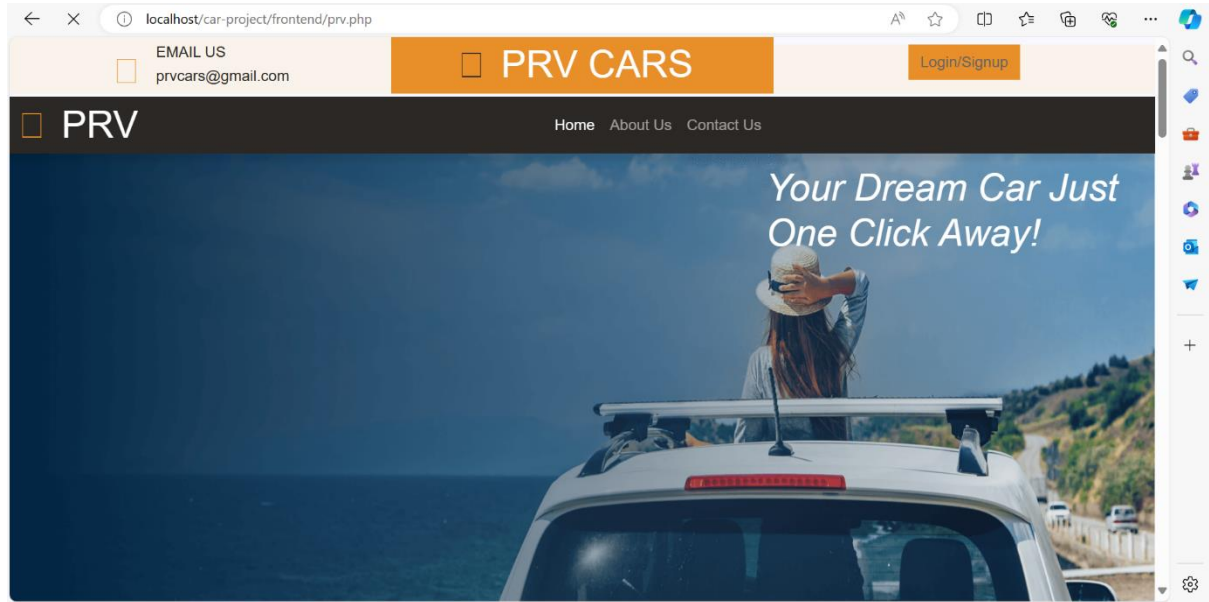 localhost/car-project/frontend/prv.php
EMAIL US
prvcars@gmail.com
PRV CARS
Login/Signup
PRV
Home About Us Contact Us
Your Dream Car Just
One Click Away!